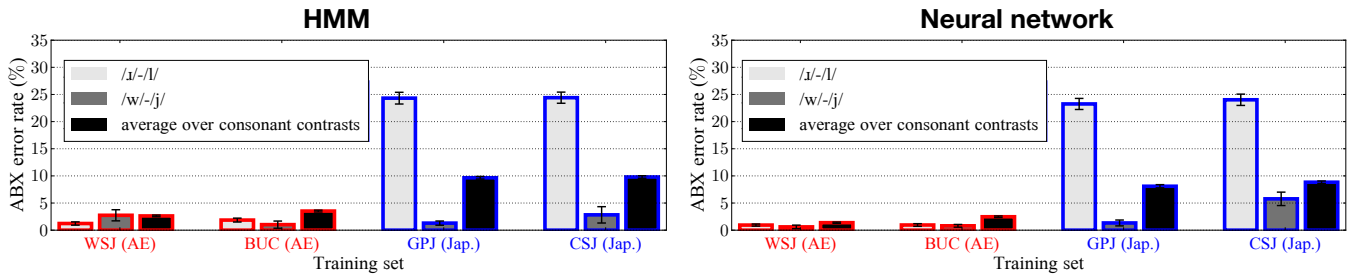 HMM
ABX error rate (%)
35
30
25
20
15
10
5
0
/ɹ/-/l/
/w/-/j/
average over consonant contrasts
WSJ (AE)
BUC (AE)
GPJ (Jap.)
CSJ (Jap.)
Training set
Neural network
ABX error rate (%)
35
30
25
20
15
10
5
0
/ɹ/-/l/
/w/-/j/
average over consonant contrasts
WSJ (AE)
BUC (AE)
GPJ (Jap.)
CSJ (Jap.)
Training set